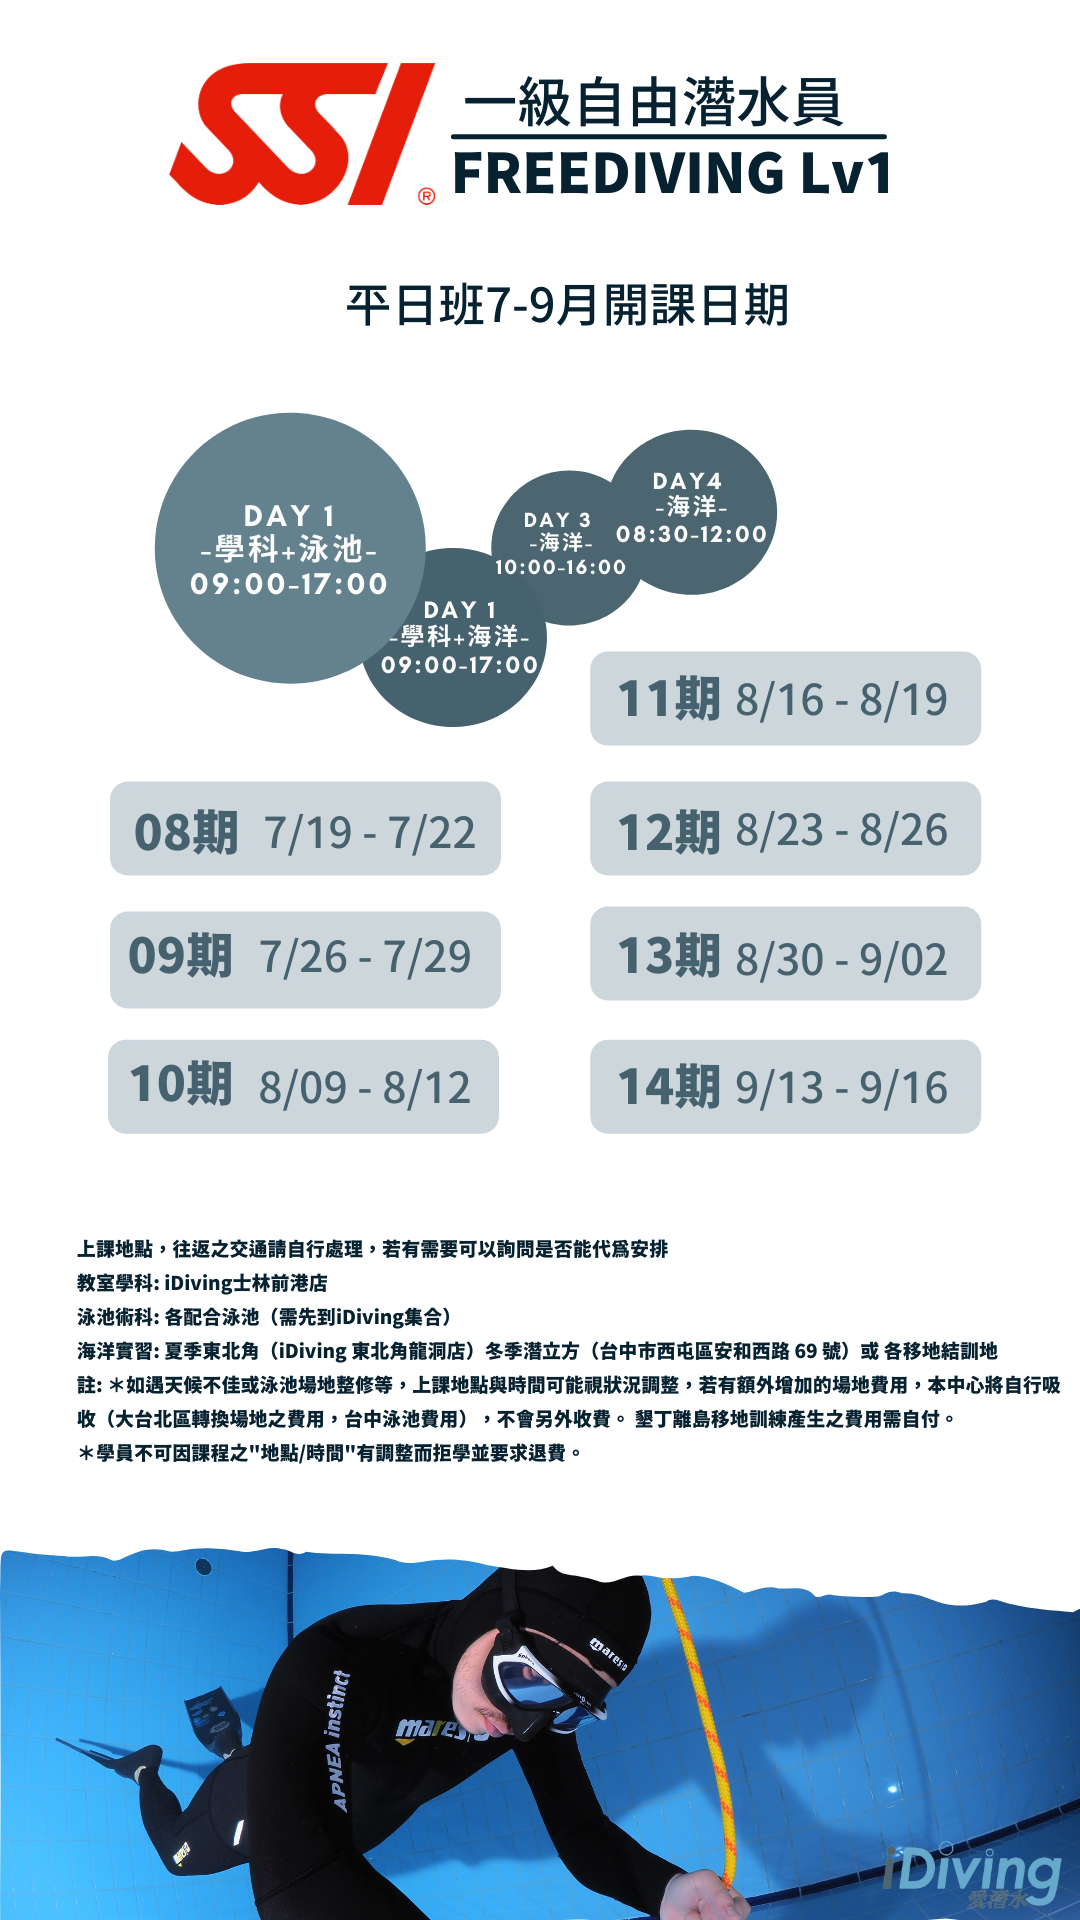 SSI®
一級自由潛水員
FREEDIVING Lv1
平日班7-9月開課日期
DAY 1
-學科+泳池-
09:00-17:00
DAY 1
-學科+海洋-
09:00-17:00
DAY 3
-海洋-
10:00-16:00
DAY4
-海洋-
08:30-12:00
08期 7/19 - 7/22
09期 7/26 - 7/29
10期 8/09 - 8/12
11期 8/16 - 8/19
12期 8/23 - 8/26
13期 8/30 - 9/02
14期 9/13 - 9/16
上課地點，往返之交通請自行處理，若有需要可以詢問是否能代為安排
教室學科: iDiving士林前港店
泳池術科: 各配合泳池（需先到iDiving集合）
海洋實習: 夏季東北角（iDiving 東北角龍洞店）冬季潛立方（台中市西屯區安和西路 69 號）或 各移地結訓地
註: ＊如遇天候不佳或泳池場地整修等，上課地點與時間可能視狀況調整，若有額外增加的場地費用，本中心將自行吸
收（大台北區轉換場地之費用，台中泳池費用），不會另外收費。 墾丁離島移地訓練產生之費用需自付。
＊學員不可因課程之"地點/時間"有調整而拒學並要求退費。
mares
APNEA instinct
mares
iDiving
愛潛水